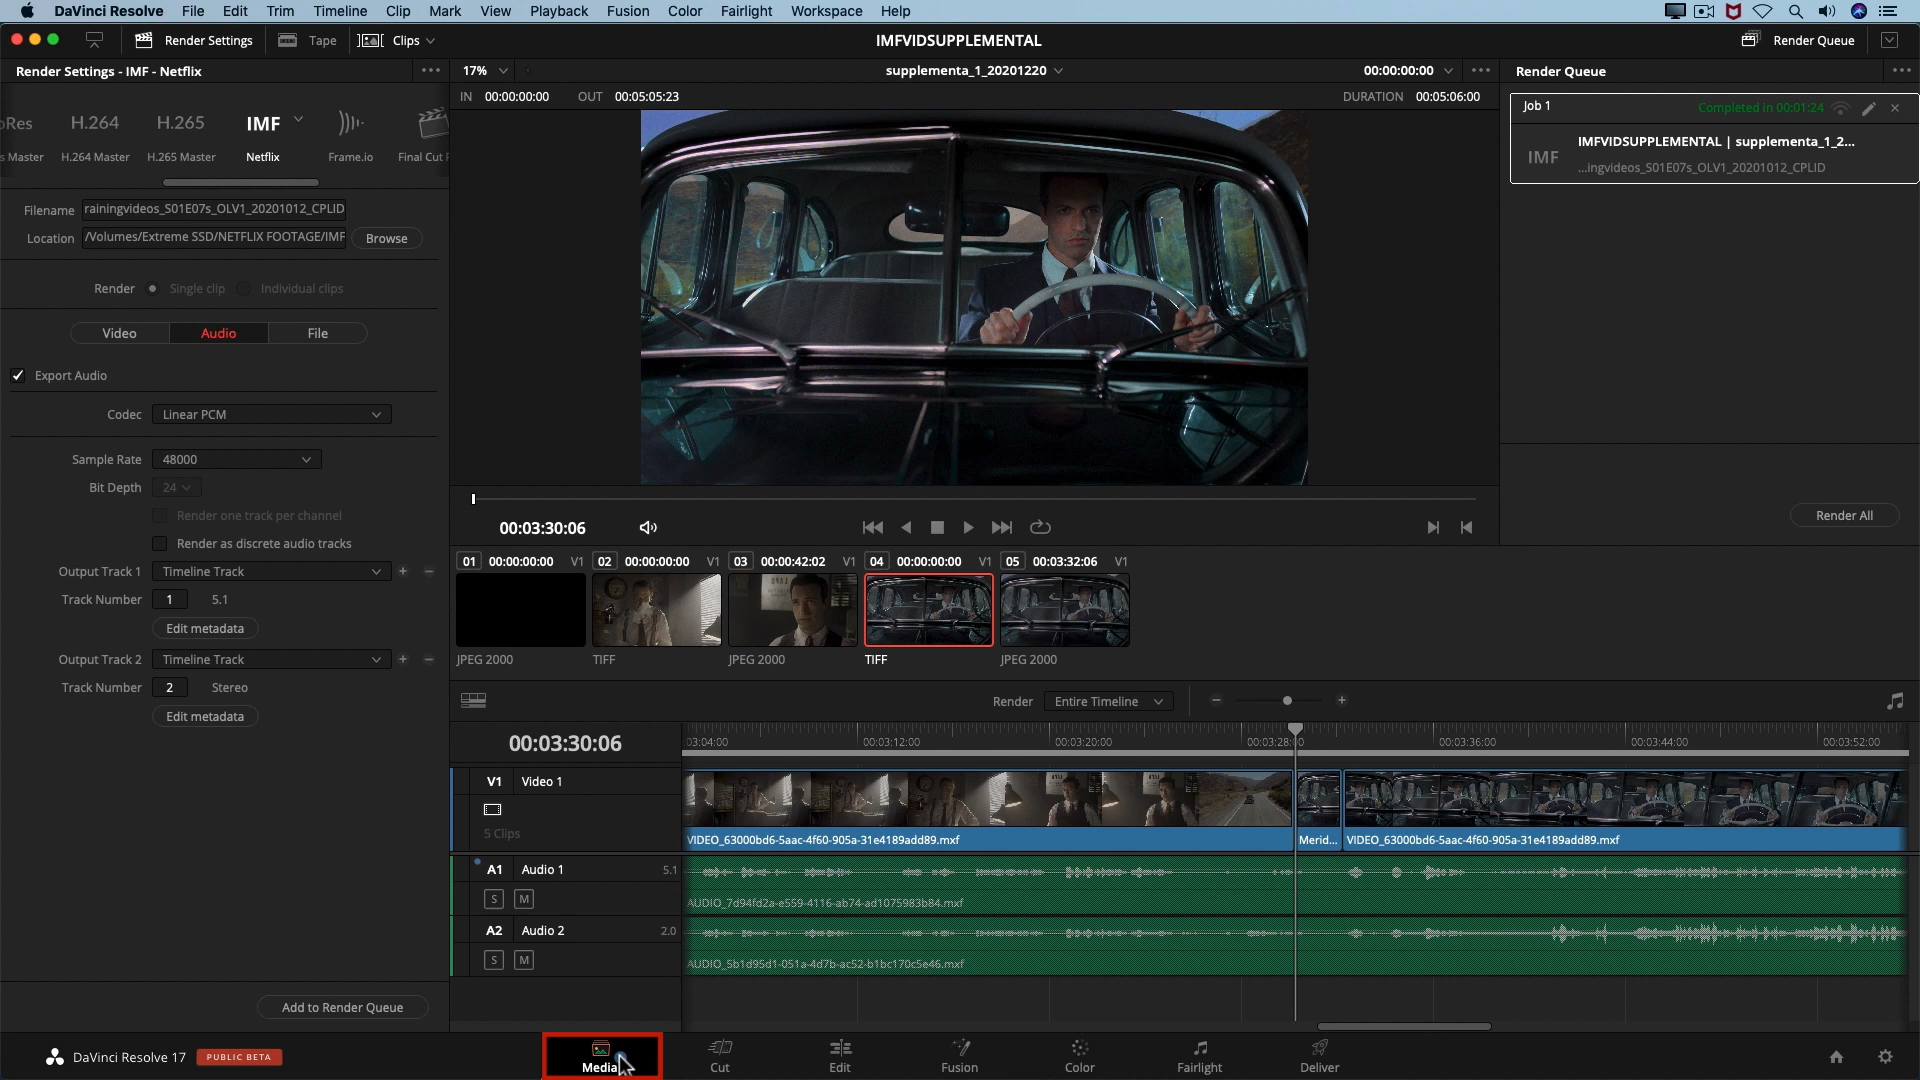 DaVinci Resolve File Edit Trim Timeline Clip Mark View Playback Fusion Color Fairlight Workspace Help
Render Settings Tape Clips IMFVIDSUPPLEMENTAL Render Queue
Render Settings - IMF - Netflix
17% supplementa_1_20201220 00:00:00:00
Render Queue
IN 00:00:00:00 OUT 00:05:05:23 DURATION 00:05:06:00
Job 1 Completed in 00:01:24
IMFVIDSUPPLEMENTAL | supplementa_1_2...
IMF
...ingvideos_S01E07s_OLV1_20201012_CPLID
oRes H.264 H.265 IMF
s Master H.264 Master H.265 Master Netflix Frame.io Final Cut
Filename rainingvideos_S01E07s_OLV1_20201012_CPLID
Location /Volumes/Extreme SSD/NETFLIX FOOTAGE/IMF Browse
Render Single clip Individual clips
Video Audio File
Export Audio
Codec Linear PCM
Sample Rate 48000
Bit Depth 24
Render one track per channel
Render as discrete audio tracks
Output Track 1 Timeline Track
Track Number 1 5.1
Edit metadata
Output Track 2 Timeline Track
Track Number 2 Stereo
Edit metadata
Add to Render Queue
00:03:30:06
Render All
01 00:00:00:00 V1 02 00:00:00:00 V1 03 00:00:42:02 V1 04 00:00:00:00 V1 05 00:03:32:06 V1
JPEG 2000 TIFF JPEG 2000 TIFF JPEG 2000
Render Entire Timeline
00:03:30:06
03:04:00 00:03:12:00 00:03:20:00 00:03:28:00 00:03:36:00 00:03:44:00 00:03:52:00
V1 Video 1
5 Clips
VIDEO_63000bd6-5aac-4f60-905a-31e4189add89.mxf Merid... VIDEO_63000bd6-5aac-4f60-905a-31e4189add89.mxf
A1 Audio 1 5.1
S M
AUDIO_7d94fd2a-e559-4116-ab74-ad1075983b84.mxf
A2 Audio 2 2.0
S M
AUDIO_5b1d95d1-051a-4d7b-ac52-b1bc170c5e46.mxf
DaVinci Resolve 17 PUBLIC BETA
Media Cut Edit Fusion Color Fairlight Deliver